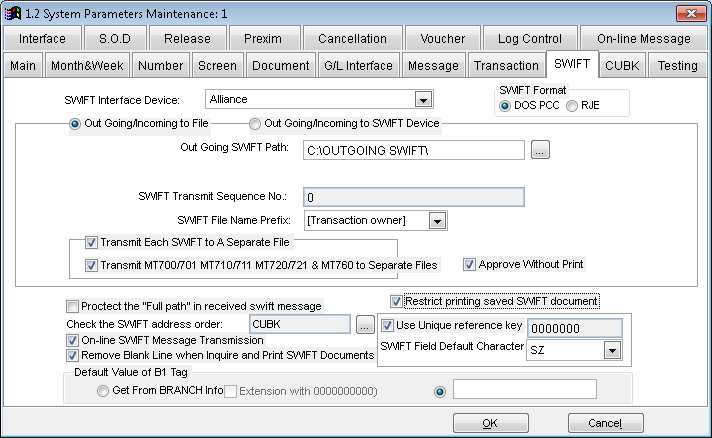 1.2 System Parameters Maintenance: 1
Interface S.O.D Release Prexim Cancellation Voucher Log Control On-line Message
Main Month&Week Number Screen Document G/L Interface Message Transaction SWIFT CUBK Testing
SWIFT Interface Device: Alliance
SWIFT Format
DOS PCC RJE
Out Going/Incoming to File Out Going/Incoming to SWIFT Device
Out Going SWIFT Path: C:\OUTGOING SWIFT\ ...
SWIFT Transmit Sequence No.: 0
SWIFT File Name Prefix: [Transaction owner]
Transmit Each SWIFT to A Separate File
Transmit MT700/701 MT710/711 MT720/721 & MT760 to Separate Files Approve Without Print
Proctect the "Full path" in received swift message Restrict printing saved SWIFT document
Check the SWIFT address order: CUBK ... Use Unique reference key 0000000
On-line SWIFT Message Transmission SWIFT Field Default Character SZ
Remove Blank Line when Inquire and Print SWIFT Documents
Default Value of B1 Tag
Get From BRANCH Info Extension with 0000000000)
OK Cancel